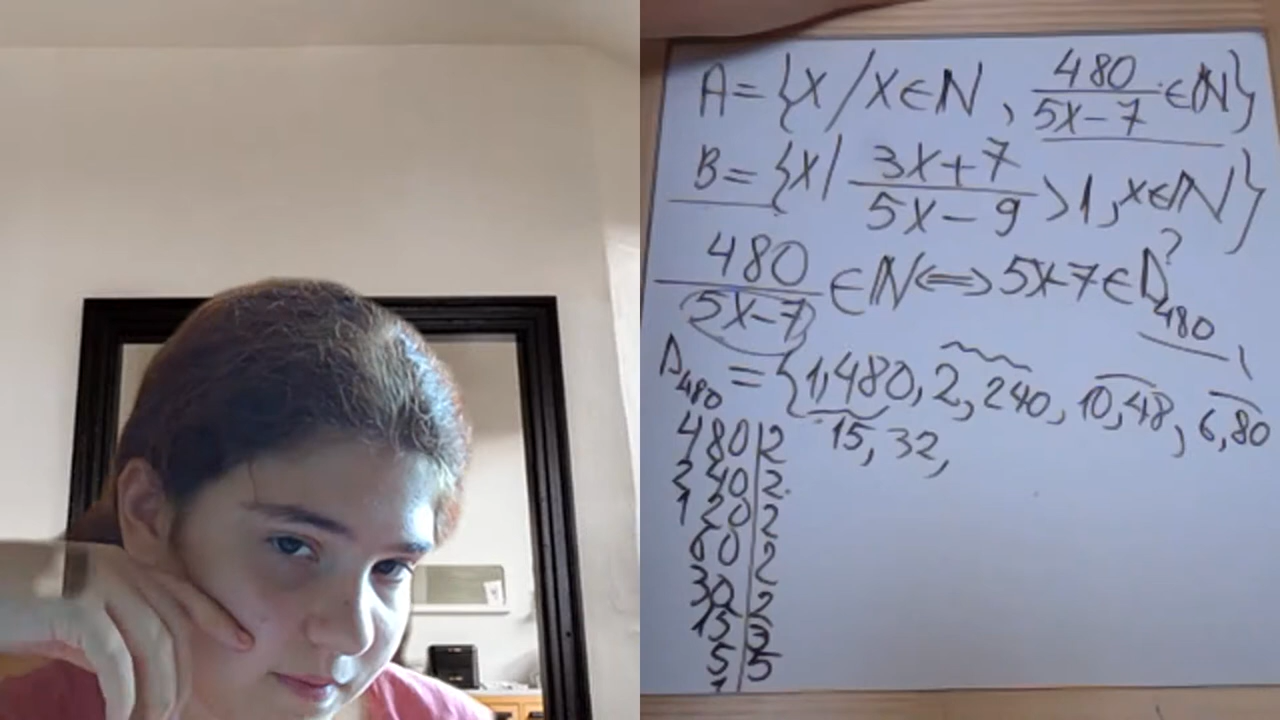 A = {x / x ∈ N, 480/(5x - 7) ∈ N}
B = {x | (3x + 7)/(5x - 9) > 1, x ∈ N}
480/(5x-7) ∈ N ⟺ 5x-7 ∈ D₄₈₀ ?
D₄₈₀ = {1, 480, 2, 240, 10, 48, 6, 80
15, 32,
480|2
240|2
120|2
60|2
30|2
15|3
5|5
1|